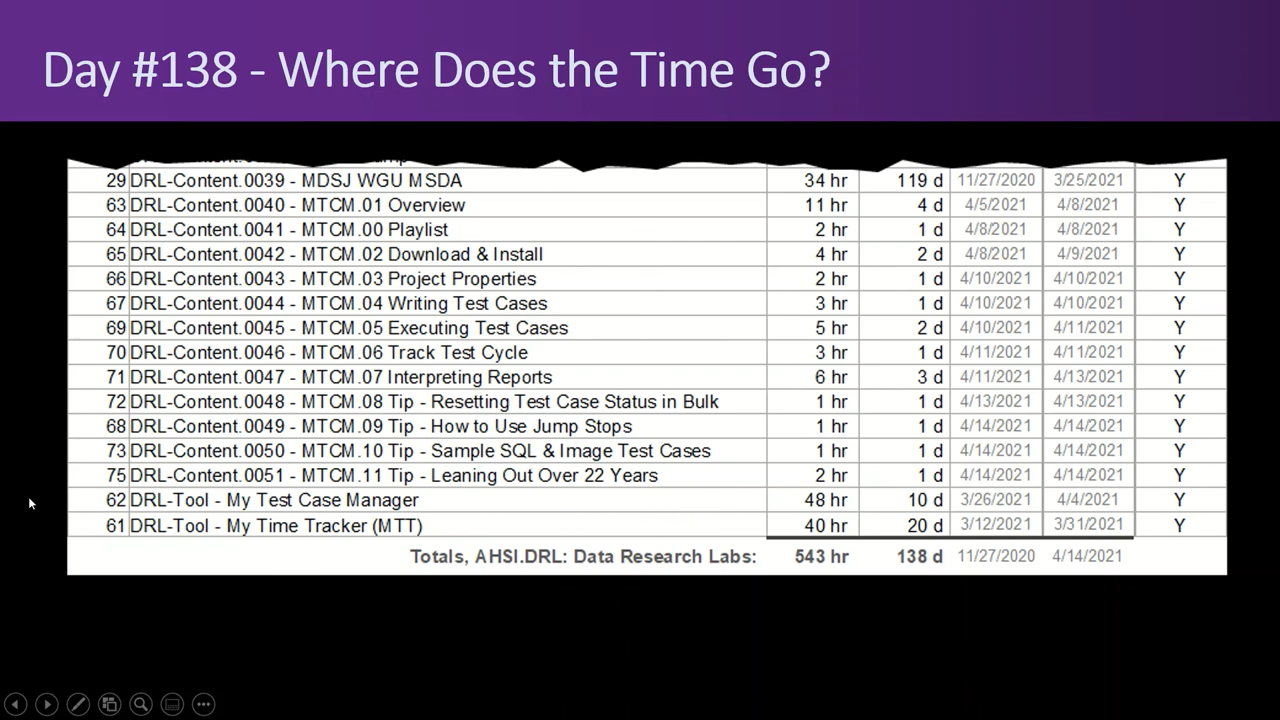 Day #138 - Where Does the Time Go?
29 DRL-Content.0039 - MDSJ WGU MSDA 34 hr 119 d 11/27/2020 3/25/2021 Y
63 DRL-Content.0040 - MTCM.01 Overview 11 hr 4 d 4/5/2021 4/8/2021 Y
64 DRL-Content.0041 - MTCM.00 Playlist 2 hr 1 d 4/8/2021 4/8/2021 Y
65 DRL-Content.0042 - MTCM.02 Download & Install 4 hr 2 d 4/8/2021 4/9/2021 Y
66 DRL-Content.0043 - MTCM.03 Project Properties 2 hr 1 d 4/10/2021 4/10/2021 Y
67 DRL-Content.0044 - MTCM.04 Writing Test Cases 3 hr 1 d 4/10/2021 4/10/2021 Y
69 DRL-Content.0045 - MTCM.05 Executing Test Cases 5 hr 2 d 4/10/2021 4/11/2021 Y
70 DRL-Content.0046 - MTCM.06 Track Test Cycle 3 hr 1 d 4/11/2021 4/11/2021 Y
71 DRL-Content.0047 - MTCM.07 Interpreting Reports 6 hr 3 d 4/11/2021 4/13/2021 Y
72 DRL-Content.0048 - MTCM.08 Tip - Resetting Test Case Status in Bulk 1 hr 1 d 4/13/2021 4/13/2021 Y
68 DRL-Content.0049 - MTCM.09 Tip - How to Use Jump Stops 1 hr 1 d 4/14/2021 4/14/2021 Y
73 DRL-Content.0050 - MTCM.10 Tip - Sample SQL & Image Test Cases 1 hr 1 d 4/14/2021 4/14/2021 Y
75 DRL-Content.0051 - MTCM.11 Tip - Leaning Out Over 22 Years 2 hr 1 d 4/14/2021 4/14/2021 Y
62 DRL-Tool - My Test Case Manager 48 hr 10 d 3/26/2021 4/4/2021 Y
61 DRL-Tool - My Time Tracker (MTT) 40 hr 20 d 3/12/2021 3/31/2021 Y
Totals, AHSI.DRL: Data Research Labs: 543 hr 138 d 11/27/2020 4/14/2021